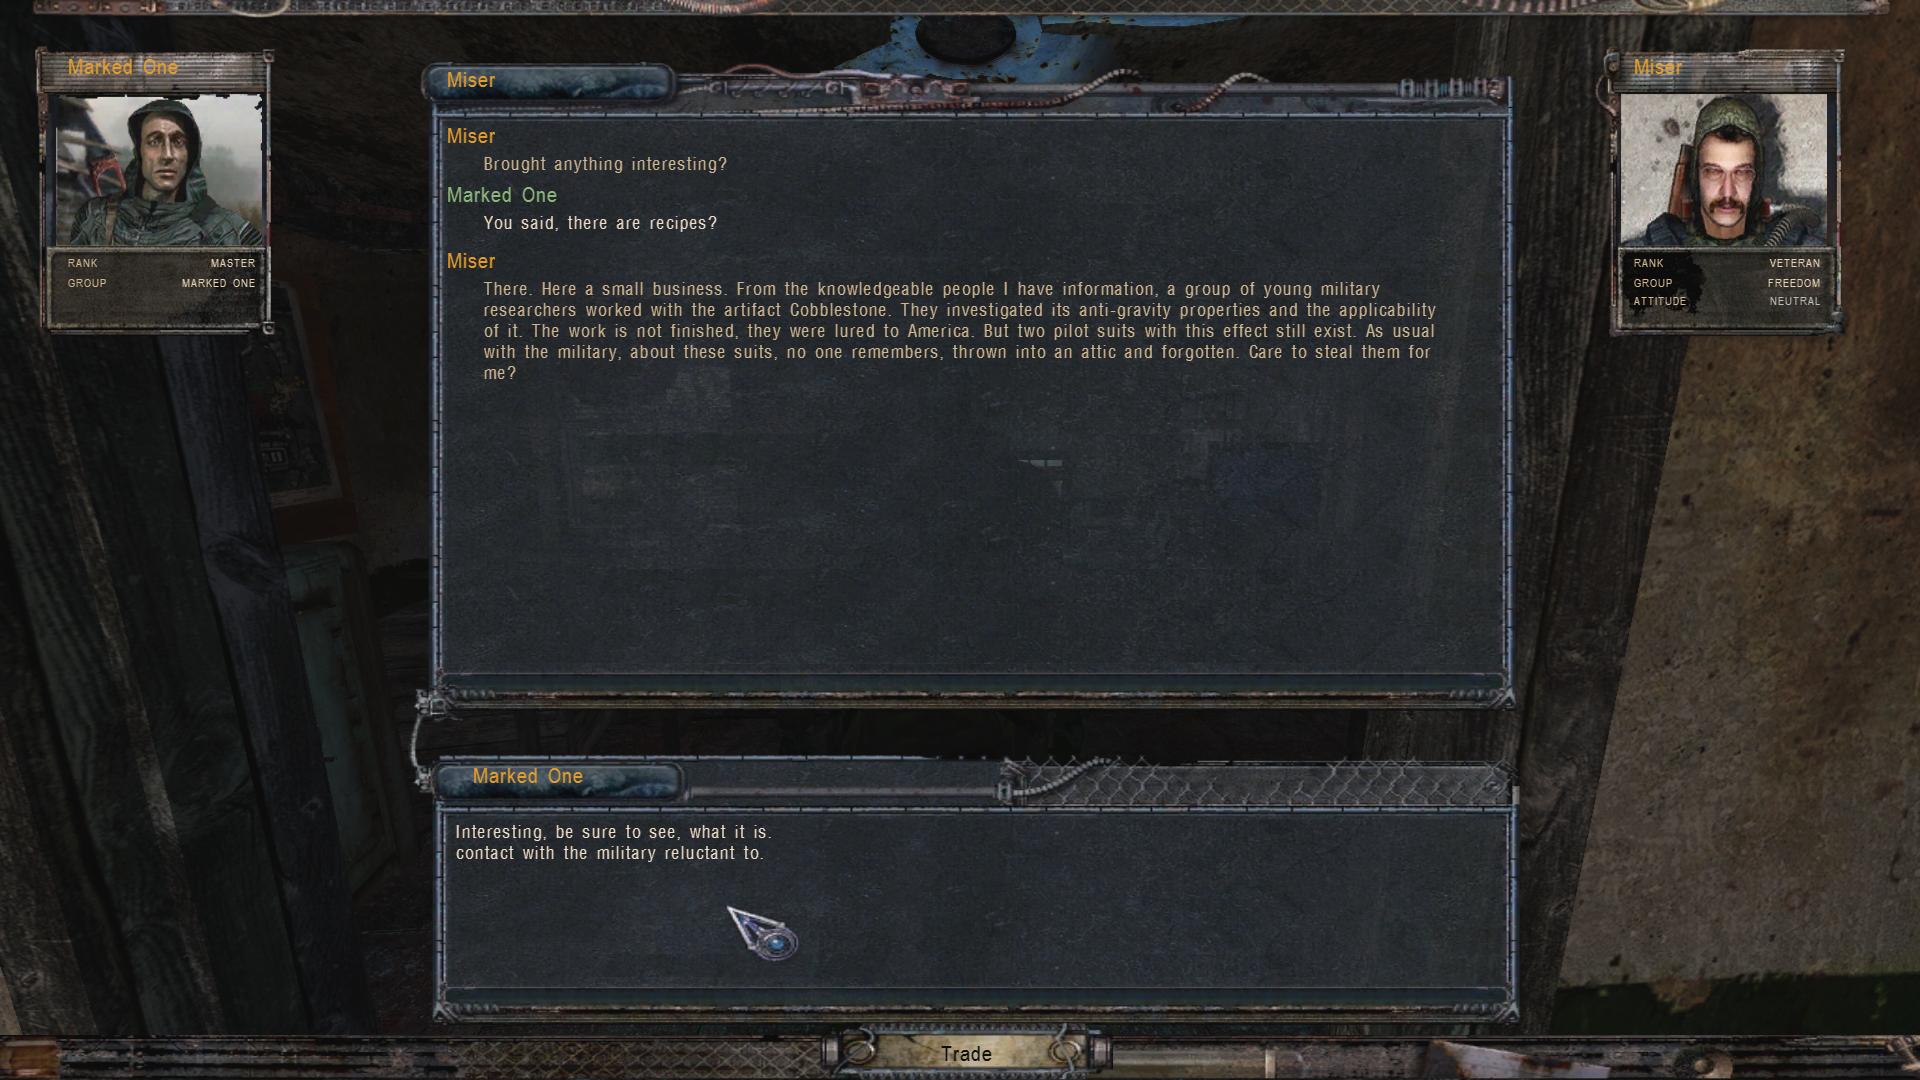 Marked One
RANK MASTER
GROUP MARKED ONE
Miser
Miser
Brought anything interesting?
Marked One
You said, there are recipes?
Miser
There. Here a small business. From the knowledgeable people I have information, a group of young military
researchers worked with the artifact Cobblestone. They investigated its anti-gravity properties and the applicability
of it. The work is not finished, they were lured to America. But two pilot suits with this effect still exist. As usual
with the military, about these suits, no one remembers, thrown into an attic and forgotten. Care to steal them for
me?
Miser
RANK VETERAN
GROUP FREEDOM
ATTITUDE NEUTRAL
Marked One
Interesting, be sure to see, what it is.
contact with the military reluctant to.
Trade